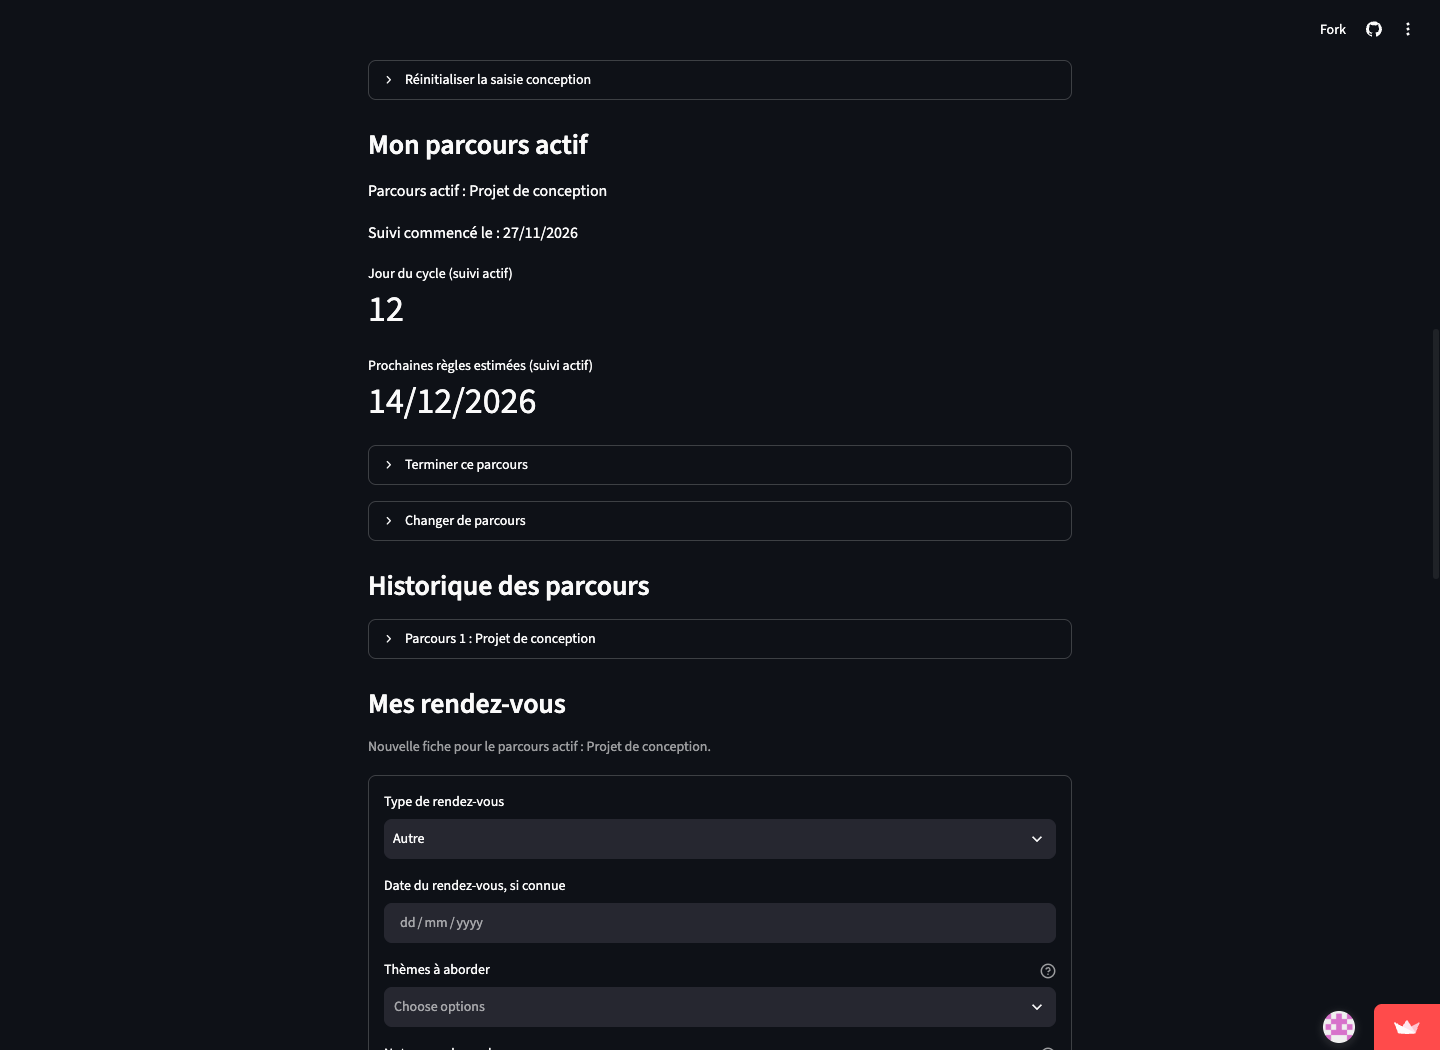 Fork
Réinitialiser la saisie conception
Mon parcours actif
Parcours actif : Projet de conception
Suivi commencé le : 27/11/2026
Jour du cycle (suivi actif)
12
Prochaines règles estimées (suivi actif)
14/12/2026
Terminer ce parcours
Changer de parcours
Historique des parcours
Parcours 1 : Projet de conception
Mes rendez-vous
Nouvelle fiche pour le parcours actif : Projet de conception.
Type de rendez-vous
Autre
Date du rendez-vous, si connue
dd / mm / yyyy
Thèmes à aborder
Choose options